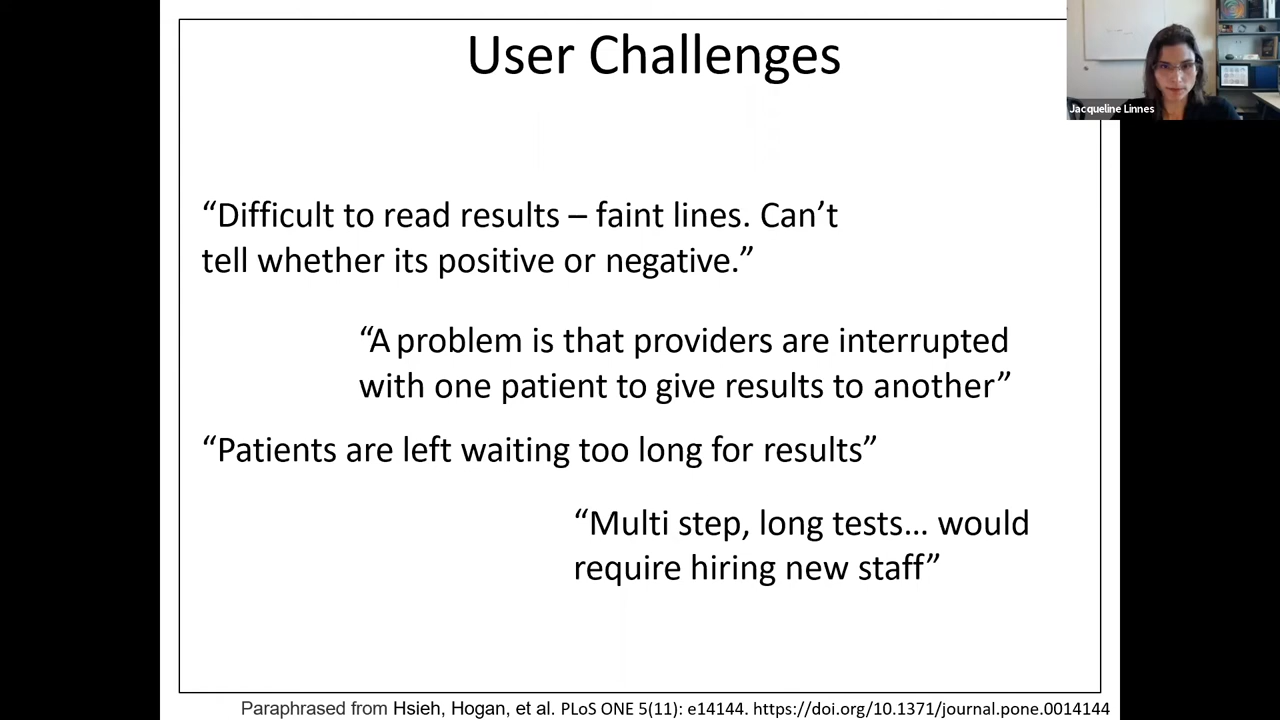 User Challenges
Jacqueline Linnes
“Difficult to read results – faint lines. Can’t
tell whether its positive or negative.”
“A problem is that providers are interrupted
with one patient to give results to another”
“Patients are left waiting too long for results”
“Multi step, long tests... would
require hiring new staff”
Paraphrased from Hsieh, Hogan, et al. PLoS ONE 5(11): e14144. https://doi.org/10.1371/journal.pone.0014144